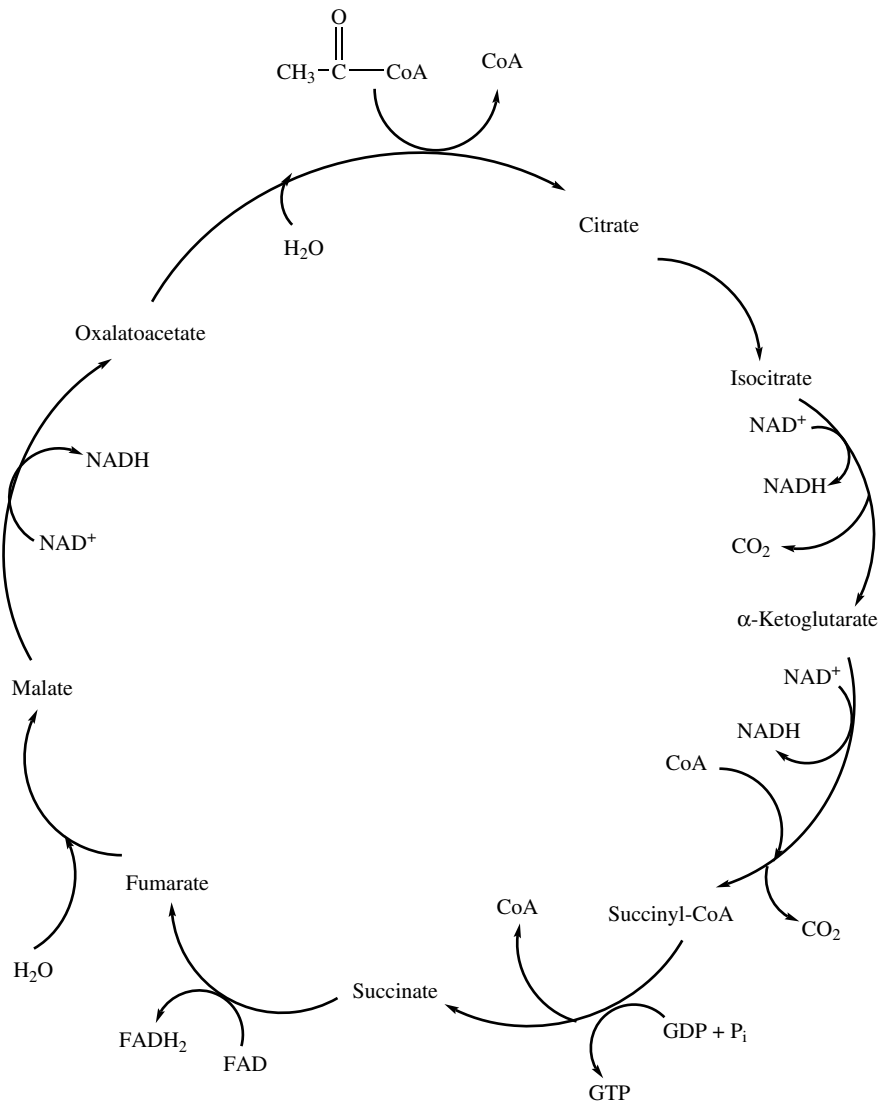 O
CH₃ C CoA
CoA
Citrate
H₂O
Oxalatoacetate
Isocitrate
NAD⁺
NADH
NADH
NAD⁺
CO₂
α-Ketoglutarate
NAD⁺
Malate
NADH
CoA
Fumarate
CoA
Succinyl-CoA
CO₂
H₂O
Succinate
GDP + Pᵢ
FADH₂
FAD
GTP